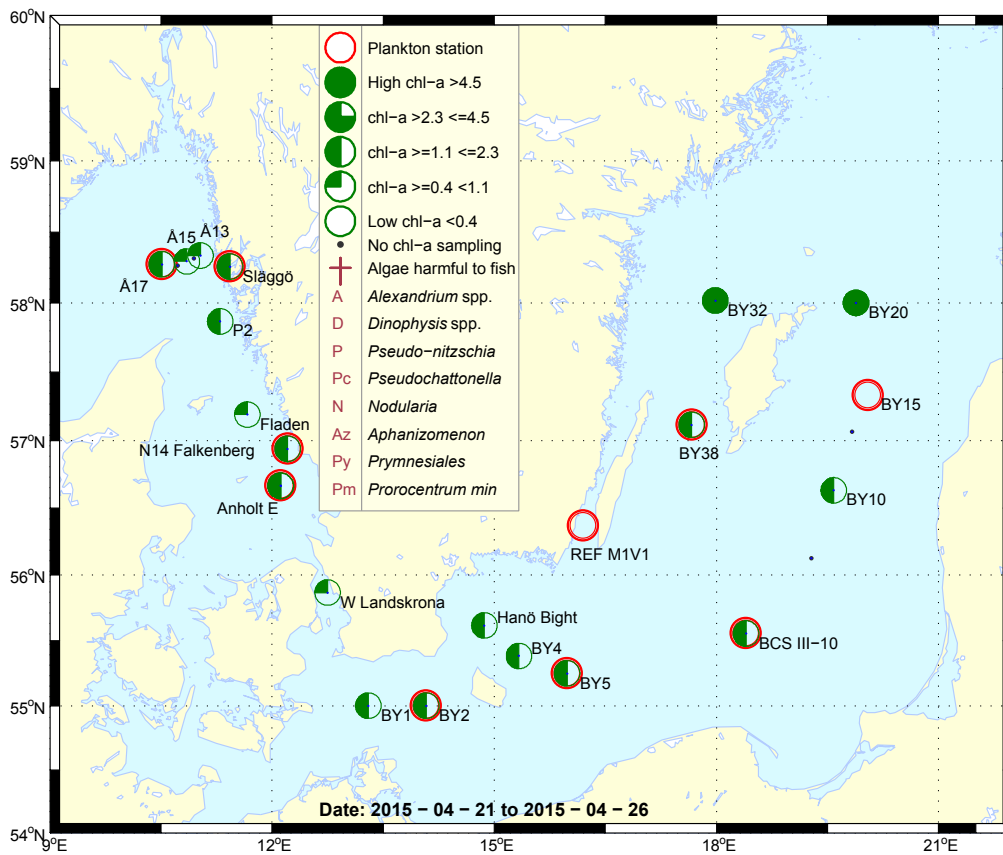 60°N
59°N
58°N
57°N
56°N
55°N
54°N
9°E
12°E
15°E
18°E
21°E
Plankton station
High chl−a >4.5
chl−a >2.3 <=4.5
chl−a >=1.1 <=2.3
chl−a >=0.4 <1.1
Low chl−a <0.4
No chl−a sampling
Algae harmful to fish
A Alexandrium spp.
D Dinophysis spp.
P Pseudo−nitzschia
Pc Pseudochattonella
N Nodularia
Az Aphanizomenon
Py Prymnesiales
Pm Prorocentrum min
Å13
Å15
Å17
Släggö
P2
Fladen
N14 Falkenberg
Anholt E
W Landskrona
Hanö Bight
BY4
BY5
BY1
BY2
REF M1V1
BY32
BY20
BY15
BY38
BY10
BCS III−10
Date: 2015 − 04 − 21 to 2015 − 04 − 26